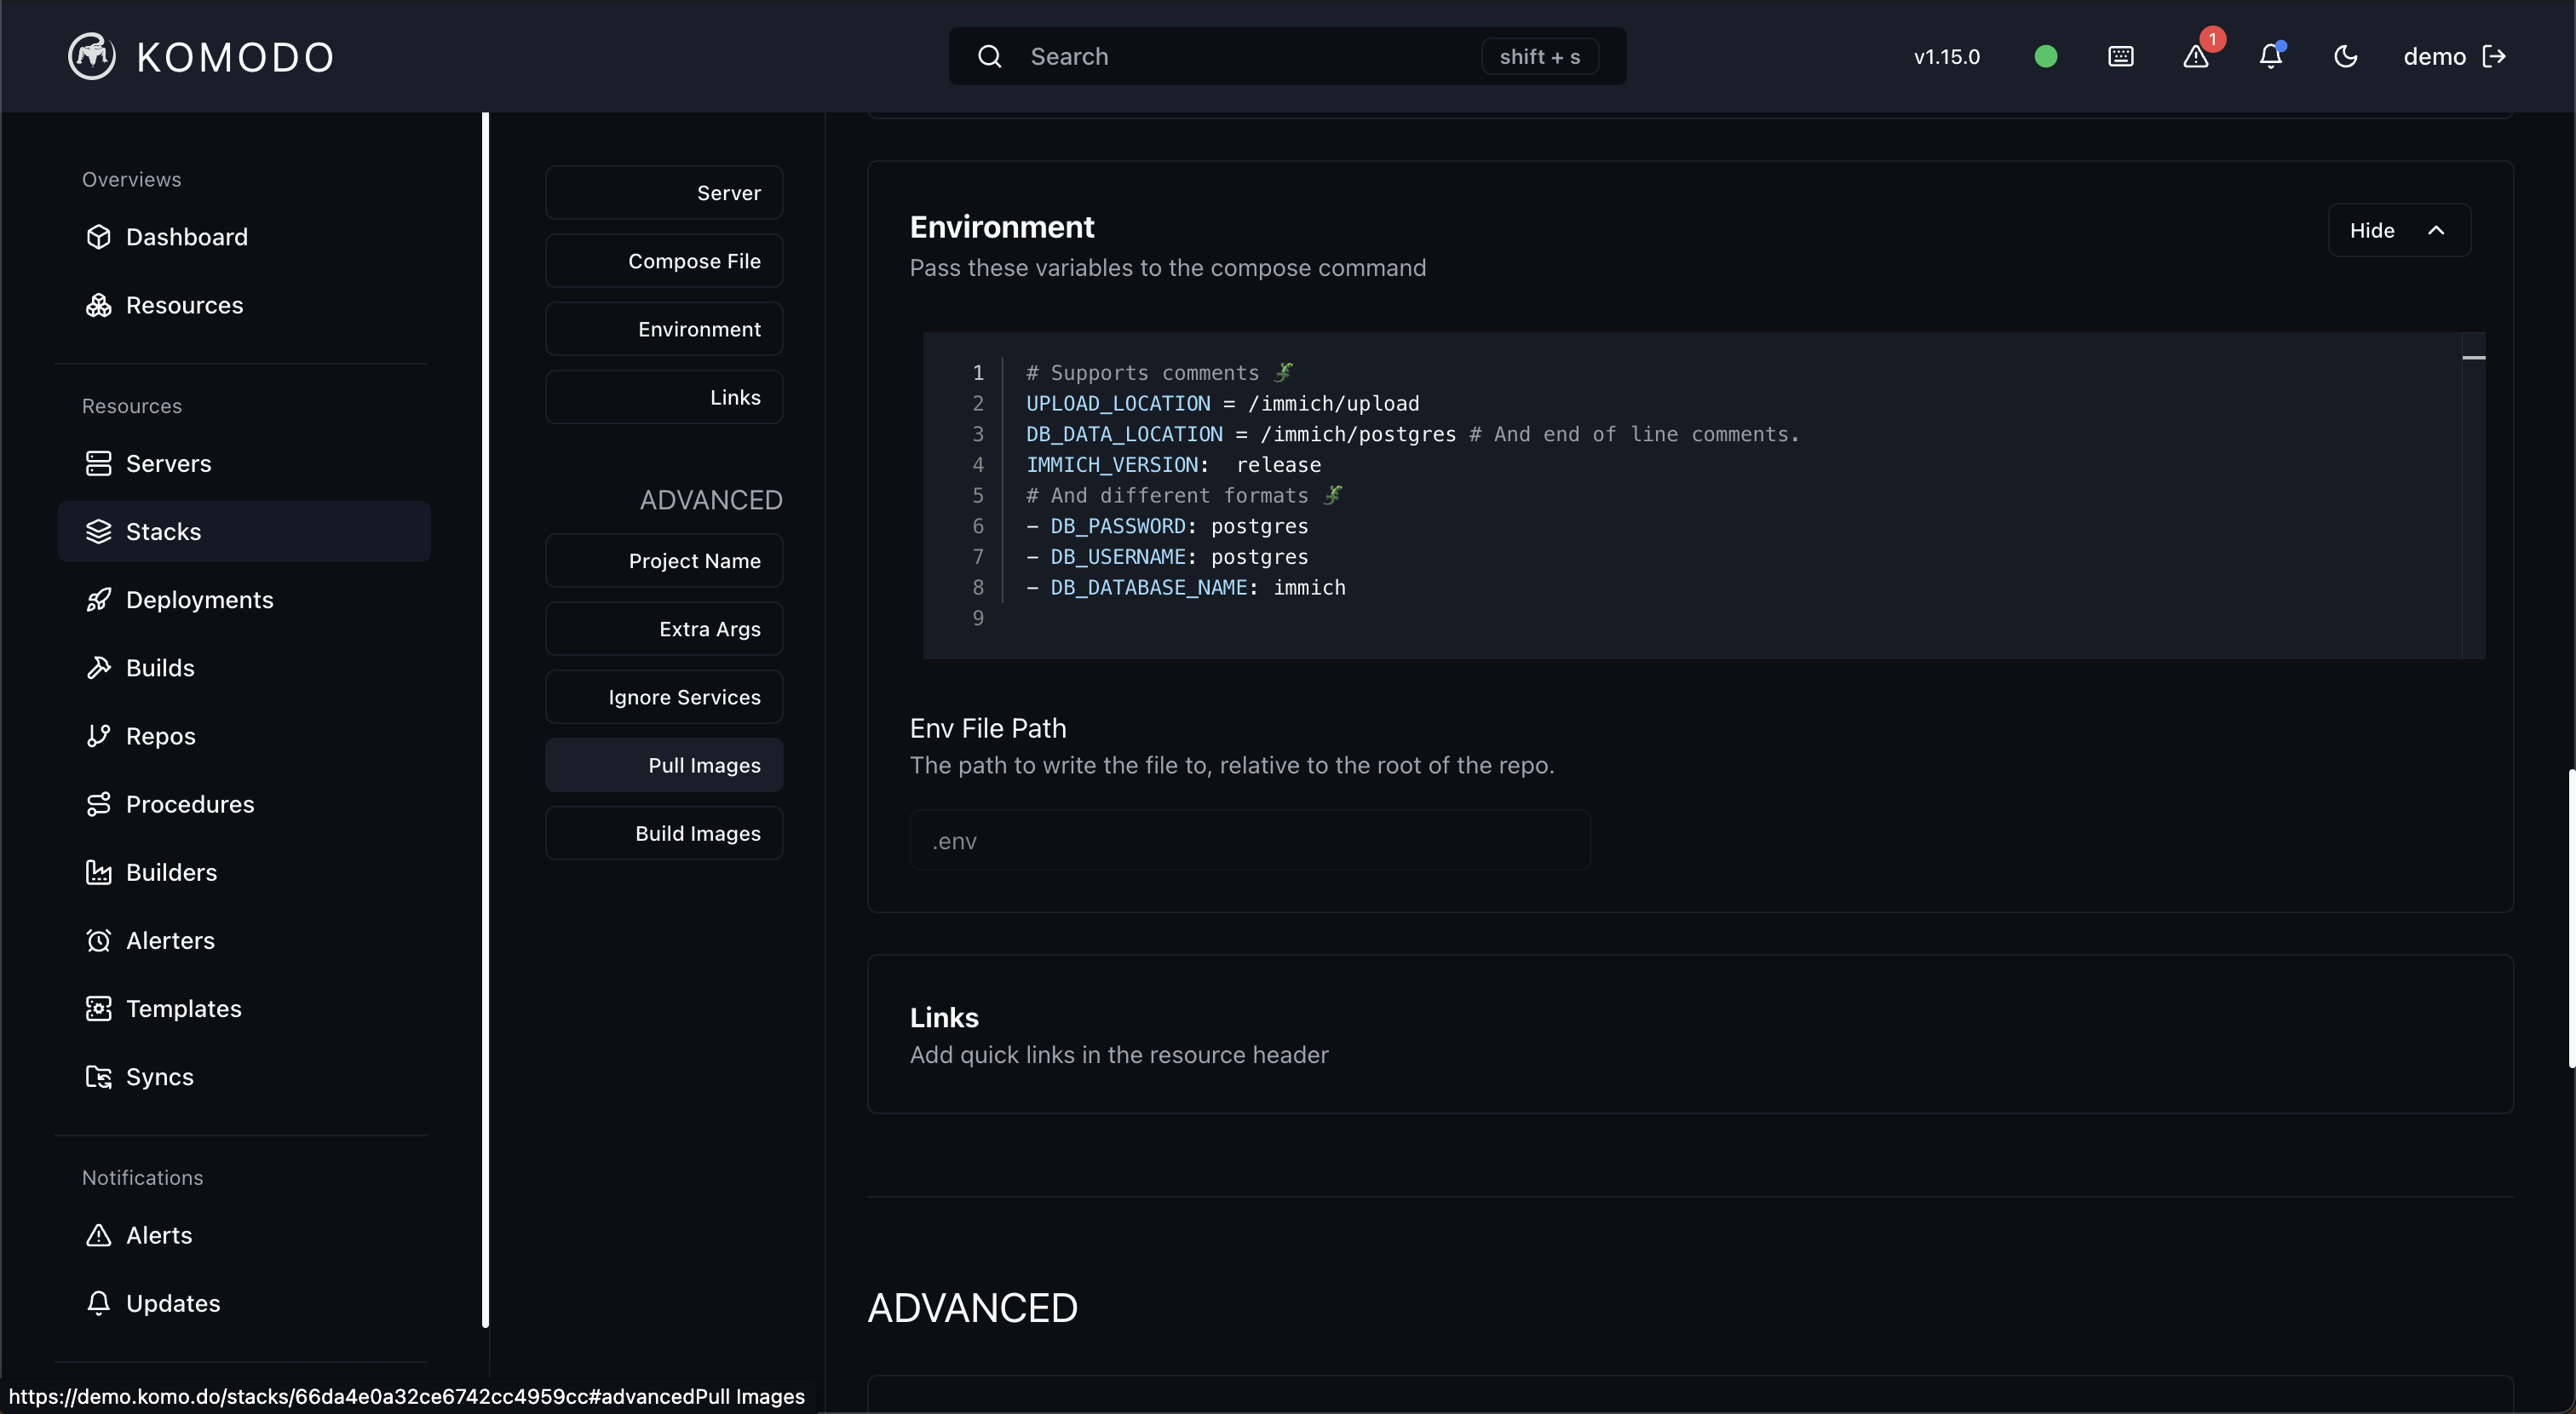 KOMODO
Search
shift + s
v1.15.0
1
demo
Overviews
Dashboard
Resources
Resources
Servers
Stacks
Deployments
Builds
Repos
Procedures
Builders
Alerters
Templates
Syncs
Notifications
Alerts
Updates
Server
Compose File
Environment
Links
ADVANCED
Project Name
Extra Args
Ignore Services
Pull Images
Build Images
Environment
Pass these variables to the compose command
Hide
1 # Supports comments 🦎
2 UPLOAD_LOCATION = /immich/upload
3 DB_DATA_LOCATION = /immich/postgres # And end of line comments.
4 IMMICH_VERSION:  release
5 # And different formats 🦎
6 - DB_PASSWORD: postgres
7 - DB_USERNAME: postgres
8 - DB_DATABASE_NAME: immich
9
Env File Path
The path to write the file to, relative to the root of the repo.
.env
Links
Add quick links in the resource header
ADVANCED
https://demo.komo.do/stacks/66da4e0a32ce6742cc4959cc#advancedPull Images